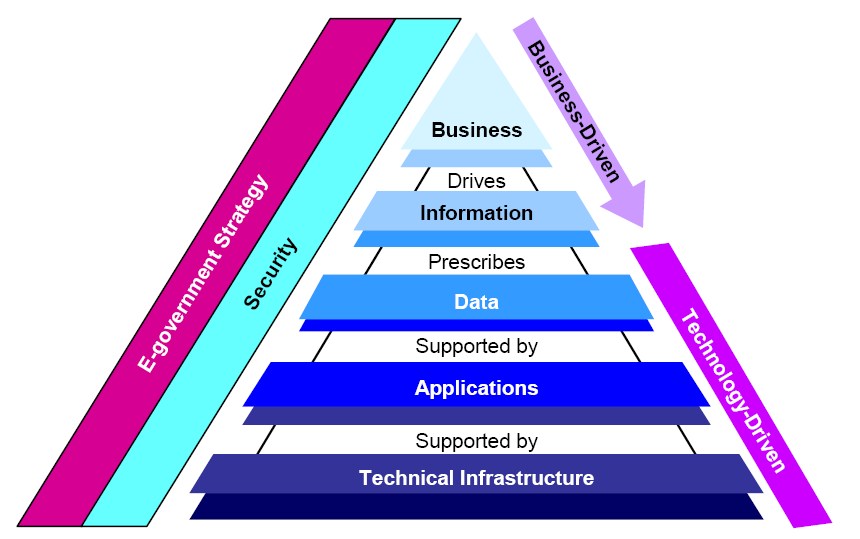 E-government Strategy
Security
Business-Driven
Technology-Driven
Business
Drives
Information
Prescribes
Data
Supported by
Applications
Supported by
Technical Infrastructure